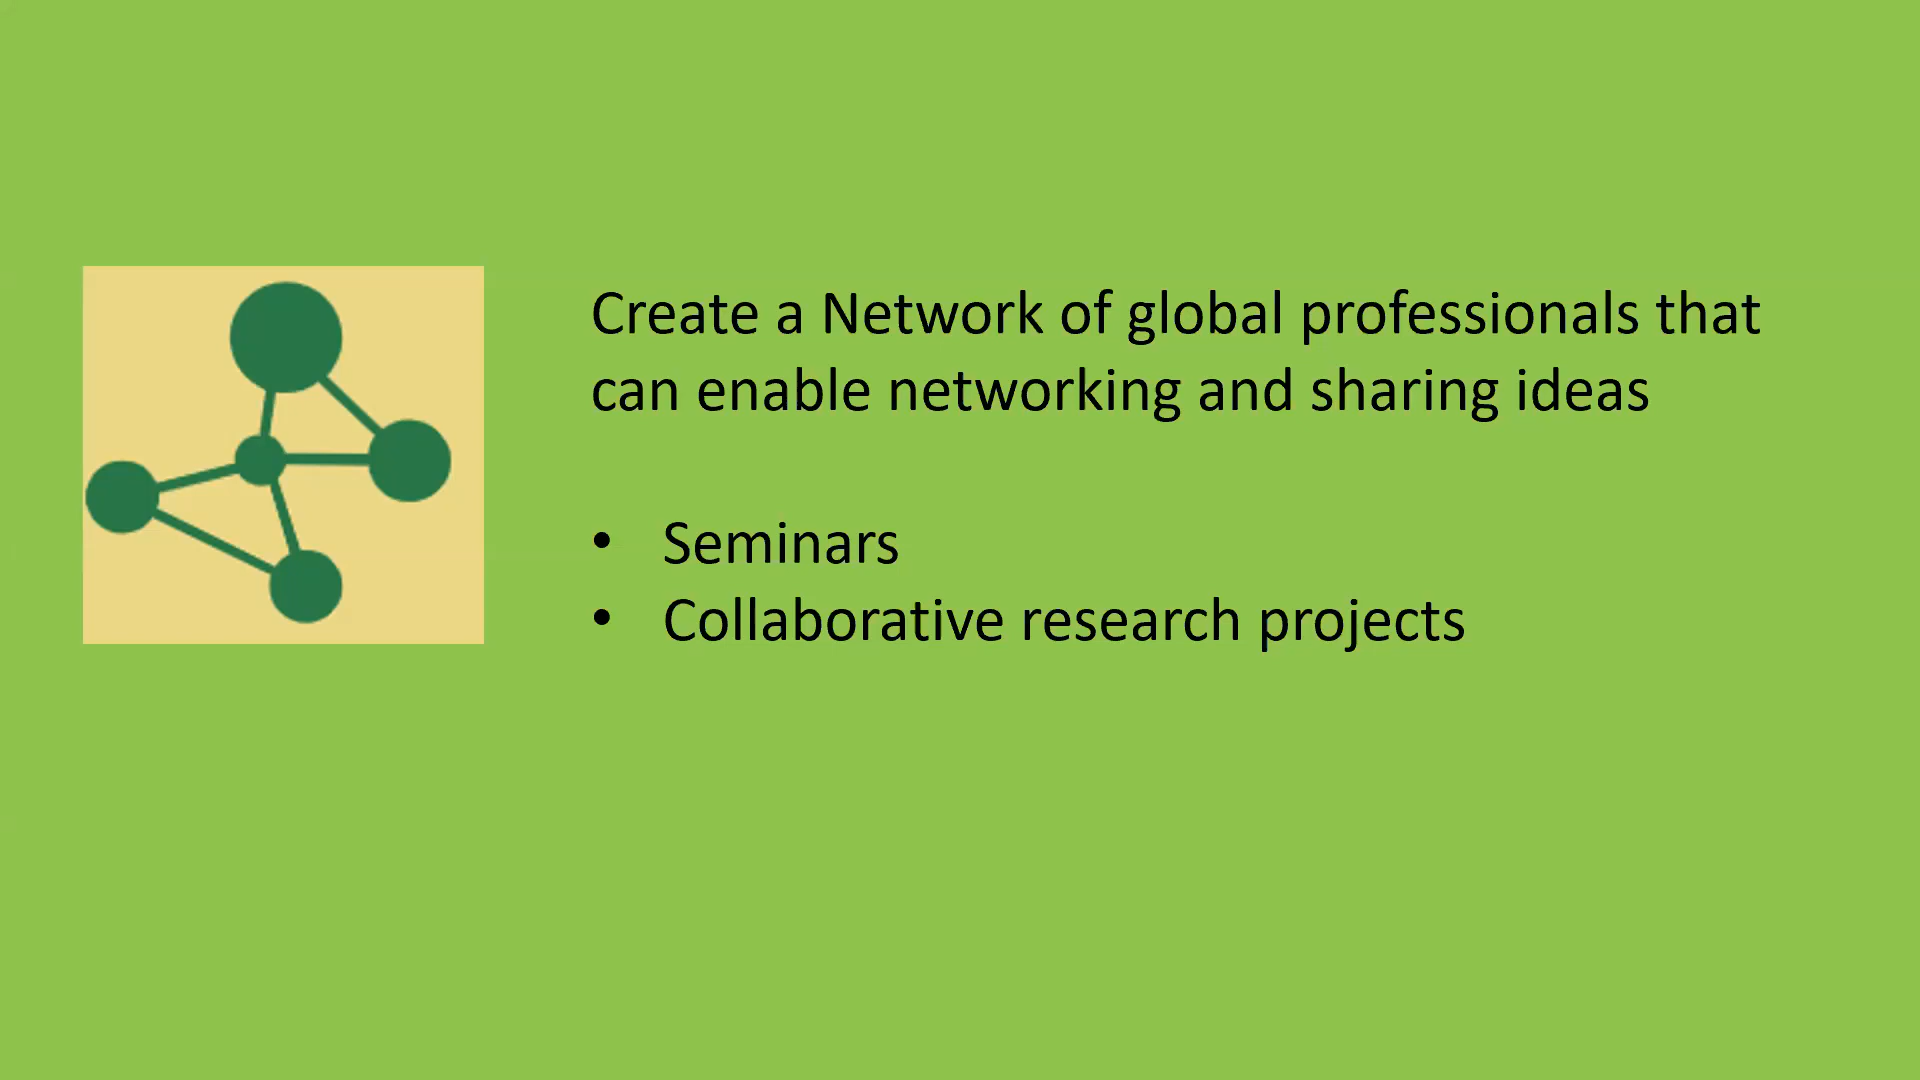 Create a Network of global professionals that
can enable networking and sharing ideas
• Seminars
• Collaborative research projects